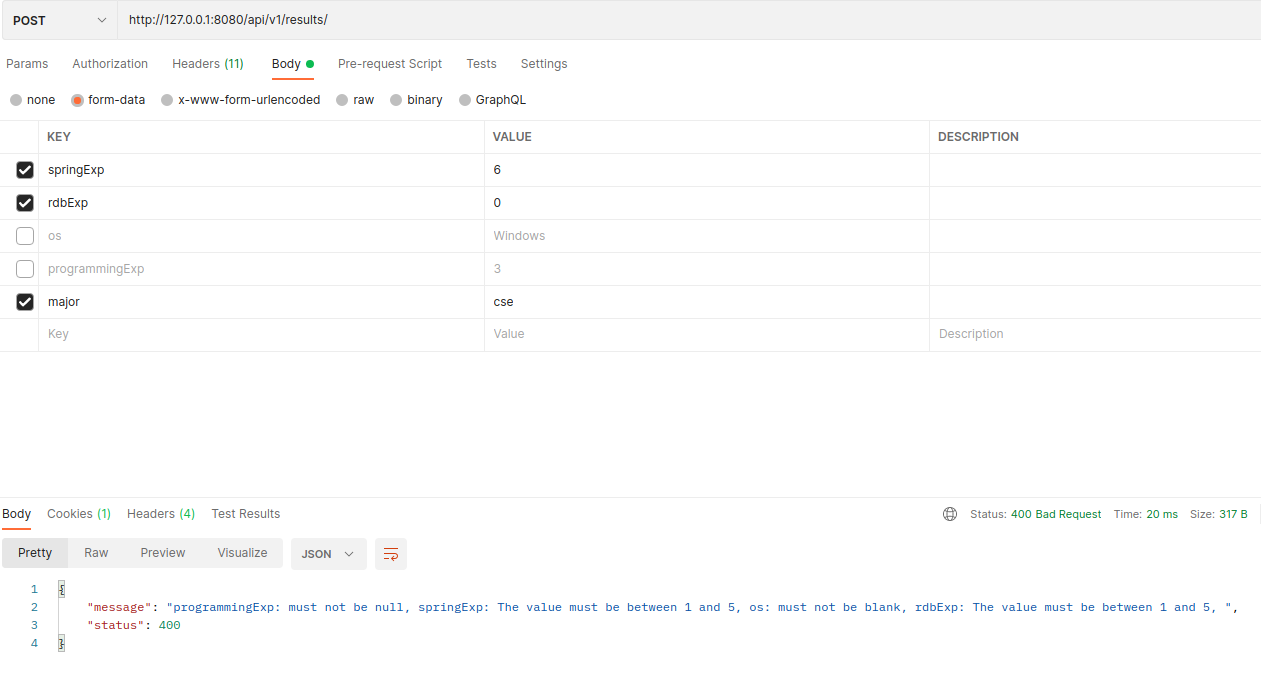 POST http://127.0.0.1:8080/api/v1/results/
Params Authorization Headers (11) Body Pre-request Script Tests Settings
none form-data x-www-form-urlencoded raw binary GraphQL
KEY VALUE DESCRIPTION
springExp 6
rdbExp 0
os Windows
programmingExp 3
major cse
Key Value Description
Body Cookies (1) Headers (4) Test Results Status: 400 Bad Request Time: 20 ms Size: 317 B
Pretty Raw Preview Visualize JSON
1 {
2 "message": "programmingExp: must not be null, springExp: The value must be between 1 and 5, os: must not be blank, rdbExp: The value must be between 1 and 5, ",
3 "status": 400
4 }